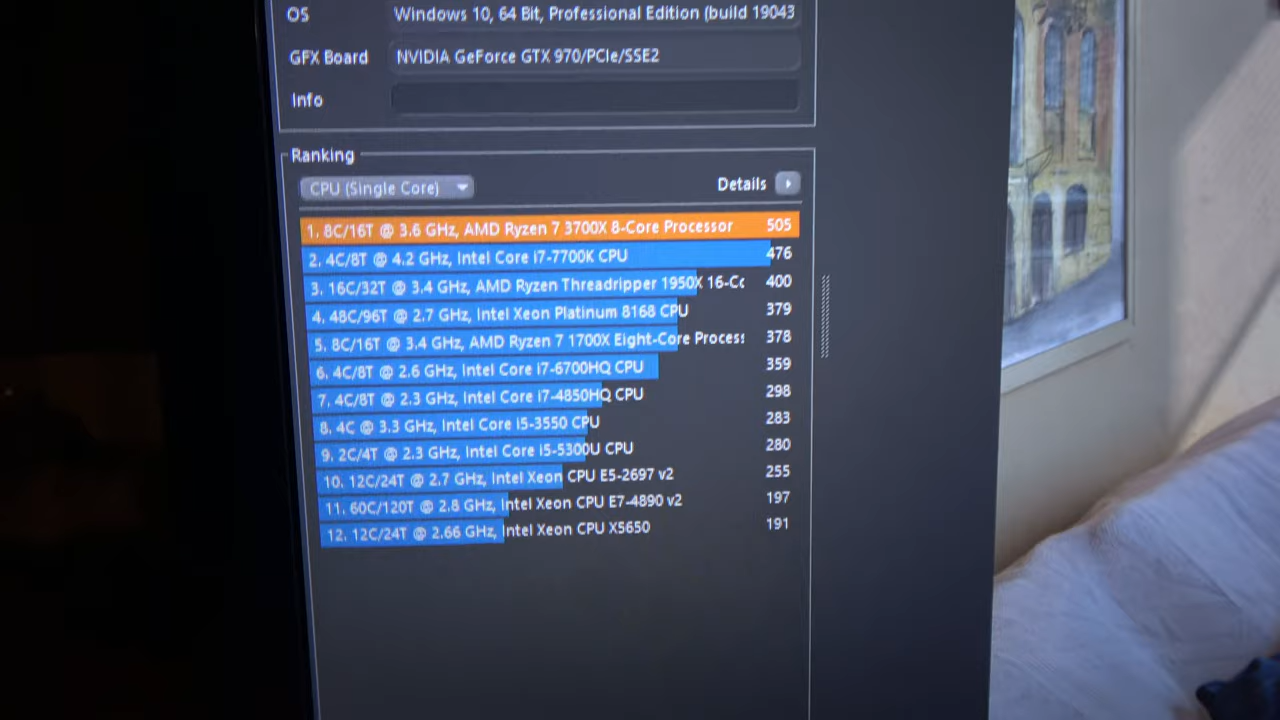 OS Windows 10, 64 Bit, Professional Edition (build 19043
GFX Board NVIDIA GeForce GTX 970/PCIe/SSE2
Info
Ranking
CPU (Single Core) Details
1. 8C/16T @ 3.6 GHz, AMD Ryzen 7 3700X 8-Core Processor 505
2. 4C/8T @ 4.2 GHz, Intel Core i7-7700K CPU 476
3. 16C/32T @ 3.4 GHz, AMD Ryzen Threadripper 1950X 16-Cc 400
4. 48C/96T @ 2.7 GHz, Intel Xeon Platinum 8168 CPU 379
5. 8C/16T @ 3.4 GHz, AMD Ryzen 7 1700X Eight-Core Process 378
6. 4C/8T @ 2.6 GHz, Intel Core i7-6700HQ CPU 359
7. 4C/8T @ 2.3 GHz, Intel Core i7-4850HQ CPU 298
8. 4C @ 3.3 GHz, Intel Core i5-3550 CPU 283
9. 2C/4T @ 2.3 GHz, Intel Core i5-5300U CPU 280
10. 12C/24T @ 2.7 GHz, Intel Xeon CPU E5-2697 v2 255
11. 60C/120T @ 2.8 GHz, Intel Xeon CPU E7-4890 v2 197
12. 12C/24T @ 2.66 GHz, Intel Xeon CPU X5650 191